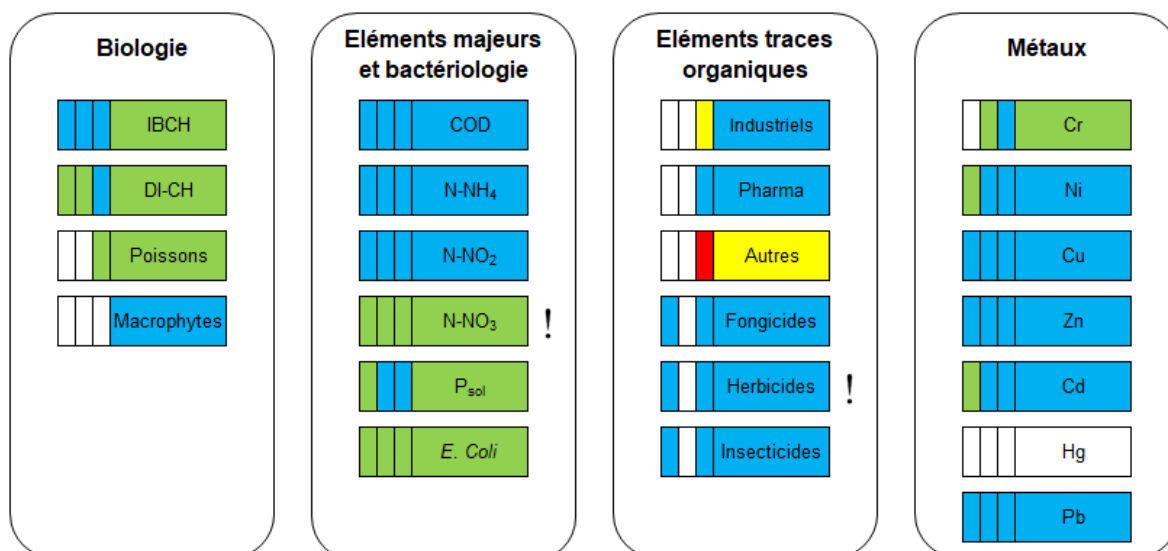 Biologie
IBCH
DI-CH
Poissons
Macrophytes
Eléments majeurs
et bactériologie
COD
N-NH₄
N-NO₂
N-NO₃ !
Psol
E. Coli
Eléments traces
organiques
Industriels
Pharma
Autres
Fongicides
Herbicides !
Insecticides
Métaux
Cr
Ni
Cu
Zn
Cd
Hg
Pb